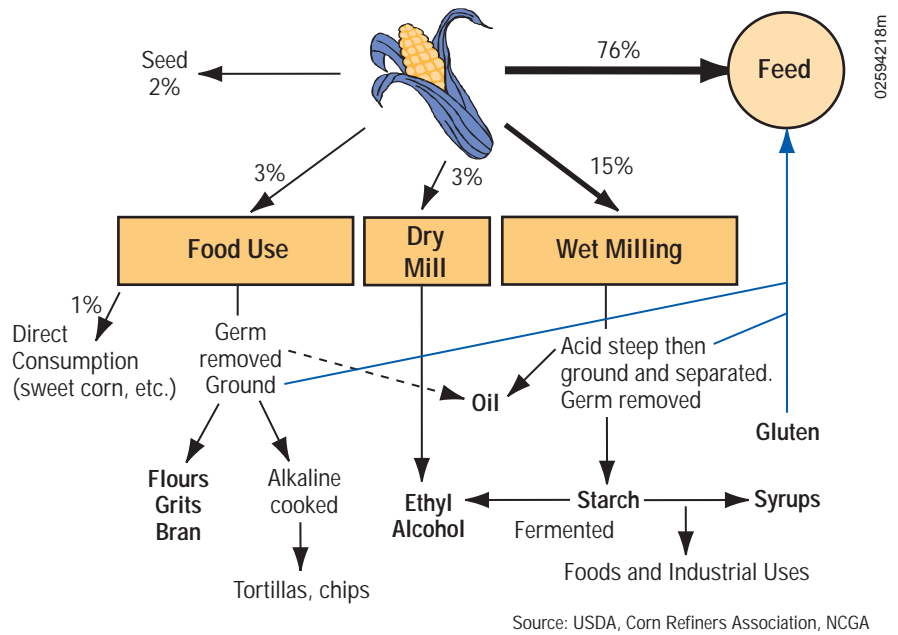 Seed
2%
76%
Feed
02594218m
3%
3%
15%
Food Use
Dry
Mill
Wet Milling
1%
Direct
Consumption
(sweet corn, etc.)
Germ
removed
Ground
Oil
Acid steep then
ground and separated.
Germ removed
Gluten
Flours
Grits
Bran
Alkaline
cooked
Ethyl
Alcohol
Starch
Fermented
Syrups
Tortillas, chips
Foods and Industrial Uses
Source: USDA, Corn Refiners Association, NCGA